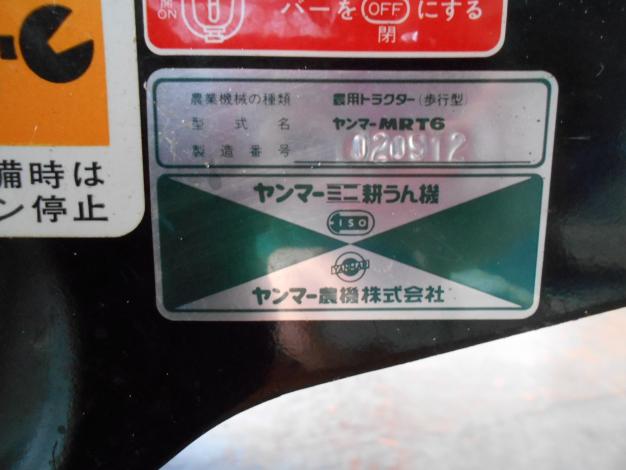 開
ON
バーを OFF にする
閉
備時は
ン停止
農業機械の種類 農用トラクター(歩行型)
型式名 ヤンマーMRT6
製造番号 020912
ヤンマーミニ耕うん機
ISO
YANMAR
ヤンマー農機株式会社